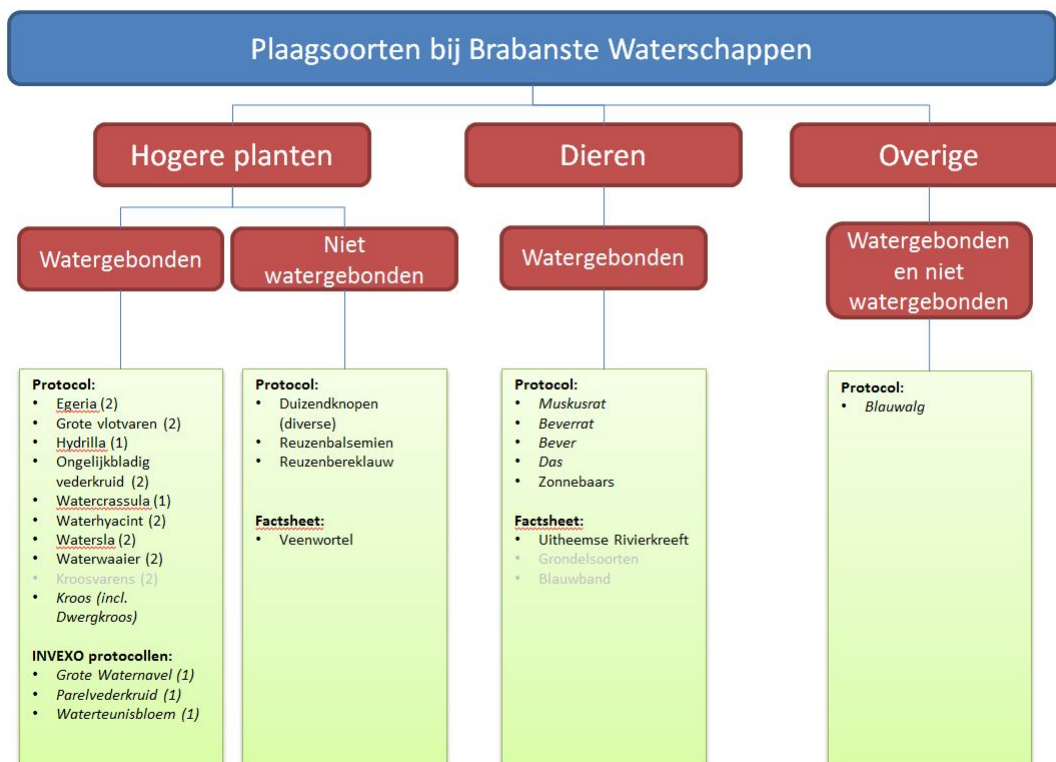 Plaagsoorten bij Brabanste Waterschappen
Hogere planten
Dieren
Overige
Watergebonden
Niet
watergebonden
Watergebonden
Watergebonden
en niet
watergebonden
Protocol:
• Egeria (2)
• Grote vlotvaren (2)
• Hydrilla (1)
• Ongelijkbladig
vederkruid (2)
• Watercrassula (1)
• Waterhyacint (2)
• Watersla (2)
• Waterwaaier (2)
• Kroosvarens (2)
• Kroos (incl.
Dwergkroos)
INVEXO protocollen:
• Grote Waternavel (1)
• Parelvederkruid (1)
• Waterteunisbloem (1)
Protocol:
• Duizendknopen
(diverse)
• Reuzenbalsemien
• Reuzenbereklauw
Factsheet:
• Veenwortel
Protocol:
• Muskusrat
• Beverrat
• Bever
• Das
• Zonnebaars
Factsheet:
• Uitheemse Rivierkreeft
• Grondelsoorten
• Blauwband
Protocol:
• Blauwalg